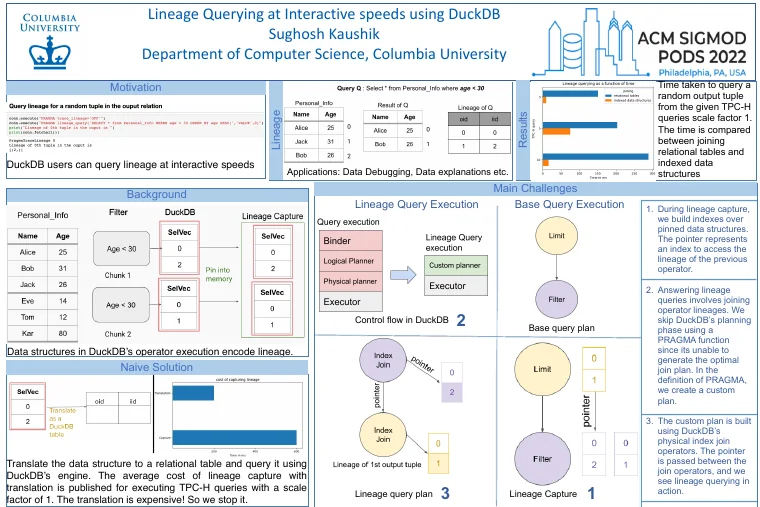 COLUMBIA
UNIVERSITY
Lineage Querying at Interactive speeds using DuckDB
Sughosh Kaushik
Department of Computer Science, Columbia University
ACM SIGMOD
PODS 2022
Philadelphia, PA, USA
Motivation
Query lineage for a random tuple in the ouput relation
DuckDB users can query lineage at interactive speeds
Lineage
Query Q : Select * from Personal_Info where age < 30
Personal_Info
Name Age
Alice 25 0
Jack 31 1
Bob 26 2
Result of Q
Name Age
Alice 25 0
Bob 26 1
Lineage of Q
oid iid
0 0
1 2
Applications: Data Debugging, Data explanations etc.
Results
Lineage querying as a function of time
joining
relational tables
indexed data structures
Time taken to query a
random output tuple
from the given TPC-H
queries scale factor 1.
The time is compared
between joining
relational tables and
indexed data
structures
Background
Personal_Info
Name Age
Alice 25
Bob 31
Jack 26
Eve 14
Tom 12
Kar 80
Filter
Age < 30
Chunk 1
Age < 30
Chunk 2
DuckDB
SelVec
0
2
SelVec
0
1
Pin into
memory
Lineage Capture
SelVec
0
2
SelVec
0
1
Data structures in DuckDB's operator execution encode lineage.
Naive Solution
SelVec
0
2
Translate
as a
DuckDB
table
oid iid
cost of capturing lineage
Translation
Capture
0 200 400 600
Translate the data structure to a relational table and query it using
DuckDB's engine. The average cost of lineage capture with
translation is published for executing TPC-H queries with a scale
factor of 1. The translation is expensive! So we stop it.
Main Challenges
Lineage Query Execution
Query execution
Binder
Logical Planner
Physical planner
Executor
Lineage Query
execution
Custom planner
Executor
Control flow in DuckDB 2
Base Query Execution
Limit
Filter
Base query plan
Index
Join
pointer
0
2
pointer
Index
Join
0
1
Lineage of 1st output tuple
Lineage query plan 3
Limit
0
1
pointer
Filter
0 0
2 1
Lineage Capture 1
1. During lineage capture,
we build indexes over
pinned data structures.
The pointer represents
an index to access the
lineage of the previous
operator.
2. Answering lineage
queries involves joining
operator lineages. We
skip DuckDB's planning
phase using a
PRAGMA function
since its unable to
generate the optimal
join plan. In the
definition of PRAGMA,
we create a custom
plan.
3. The custom plan is built
using DuckDB's
physical index join
operators. The pointer
is passed between the
join operators, and we
see lineage querying in
action.